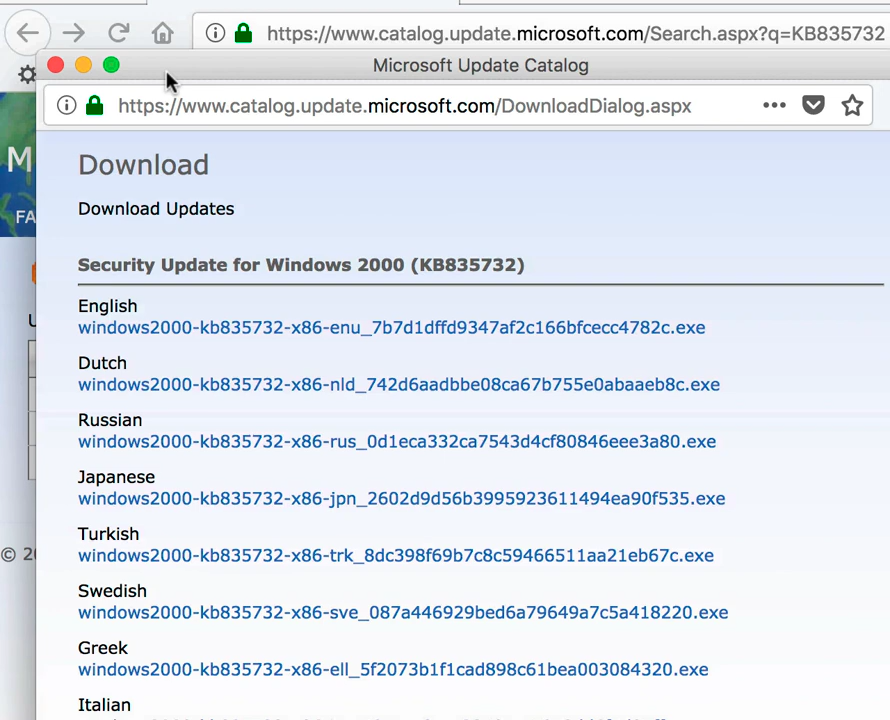 https://www.catalog.update.microsoft.com/Search.aspx?q=KB835732
Microsoft Update Catalog
https://www.catalog.update.microsoft.com/DownloadDialog.aspx
M
FA
Download
Download Updates
Security Update for Windows 2000 (KB835732)
English
windows2000-kb835732-x86-enu_7b7d1dffd9347af2c166bfcecc4782c.exe
Dutch
windows2000-kb835732-x86-nld_742d6aadbbe08ca67b755e0abaaeb8c.exe
Russian
windows2000-kb835732-x86-rus_0d1eca332ca7543d4cf80846eee3a80.exe
Japanese
windows2000-kb835732-x86-jpn_2602d9d56b3995923611494ea90f535.exe
Turkish
windows2000-kb835732-x86-trk_8dc398f69b7c8c59466511aa21eb67c.exe
© 20
Swedish
windows2000-kb835732-x86-sve_087a446929bed6a79649a7c5a418220.exe
Greek
windows2000-kb835732-x86-ell_5f2073b1f1cad898c61bea003084320.exe
Italian